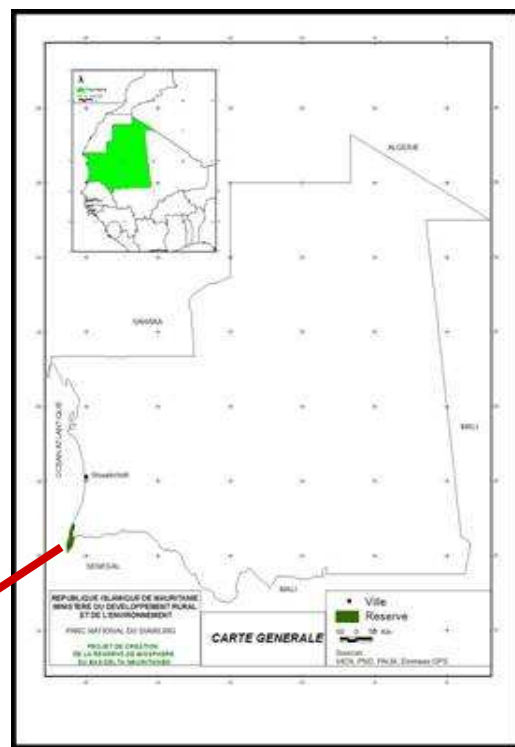 ALGERIE
SAHARA
OCEAN ATLANTIQUE
MALI
Nouakchott
SENEGAL
MALI
REPUBLIQUE ISLAMIQUE DE MAURITANIE
MINISTERE DU DEVELOPPEMENT RURAL
ET DE L'ENVIRONNEMENT
PARC NATIONAL DU DIAWLING
PROJET DE CREATION
DE LA RESERVE DE BIOSPHERE
DU BAS DELTA MAURITANIEN
CARTE GENERALE
Ville
Reserve
Km
Sources :